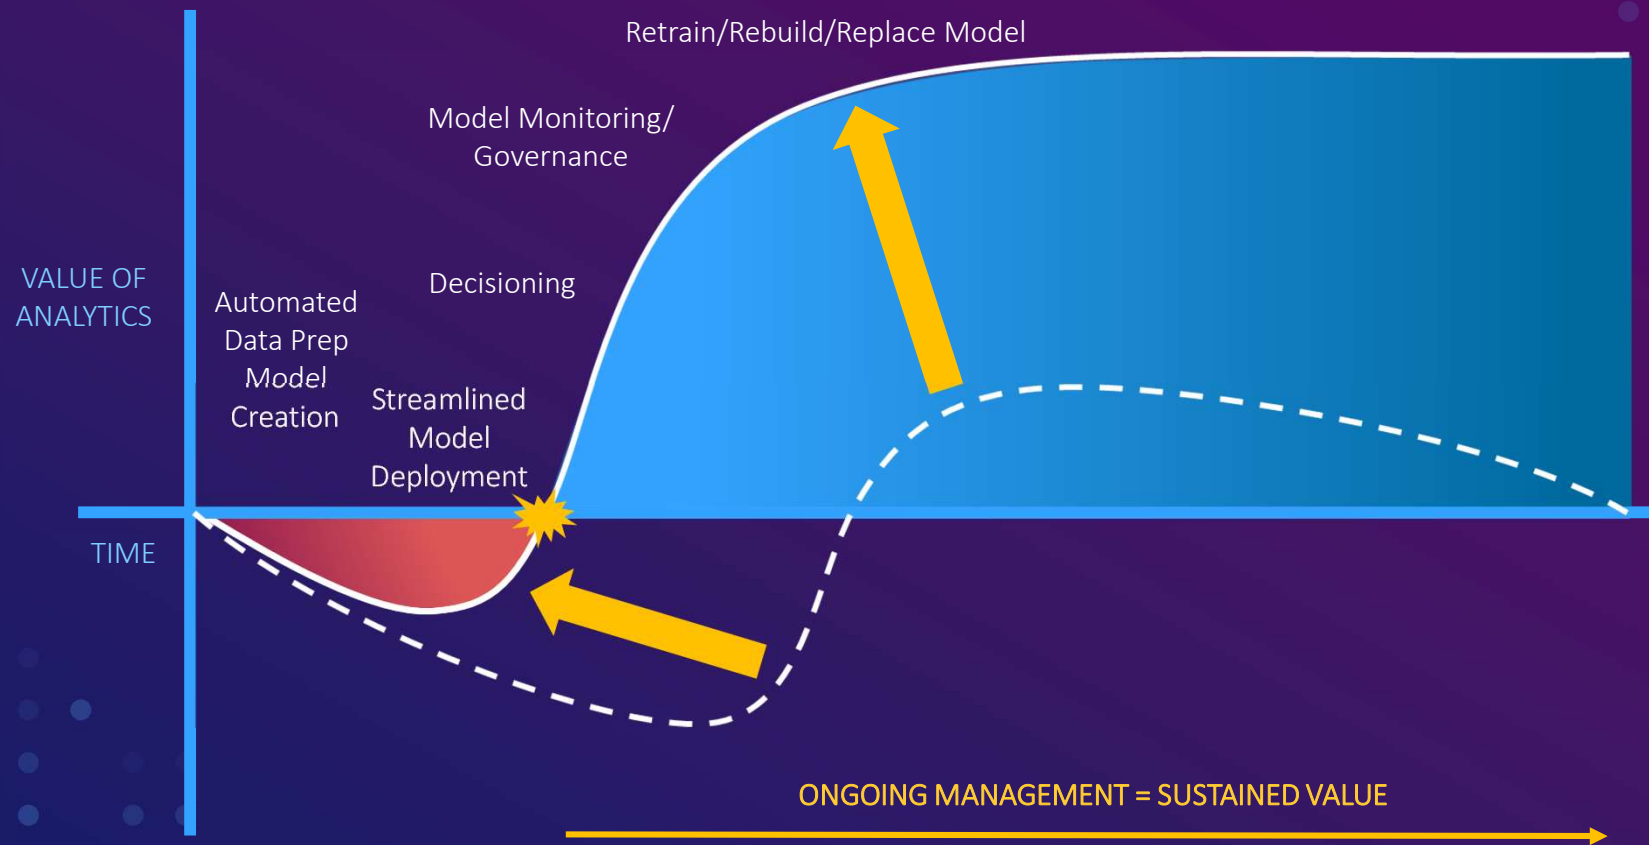 Retrain/Rebuild/Replace Model
Model Monitoring/
Governance
Decisioning
VALUE OF
ANALYTICS
Automated
Data Prep
Model
Creation
Streamlined
Model
Deployment
TIME
ONGOING MANAGEMENT = SUSTAINED VALUE